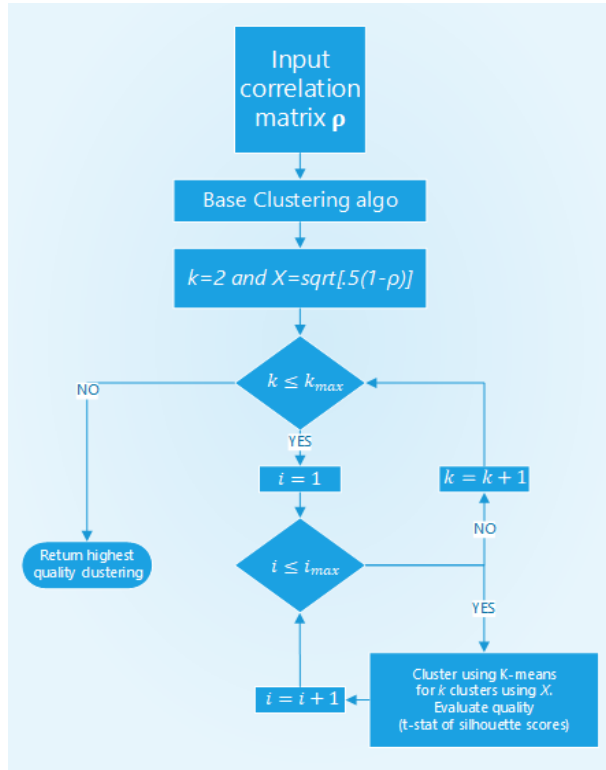 Input
correlation
matrix ρ
Base Clustering algo
k=2 and X=sqrt[.5(1-ρ)]
k ≤ kmax
NO
YES
i = 1
k = k + 1
i ≤ imax
NO
Return highest
quality clustering
YES
Cluster using K-means
for k clusters using X.
Evaluate quality
(t-stat of silhouette scores)
i = i + 1